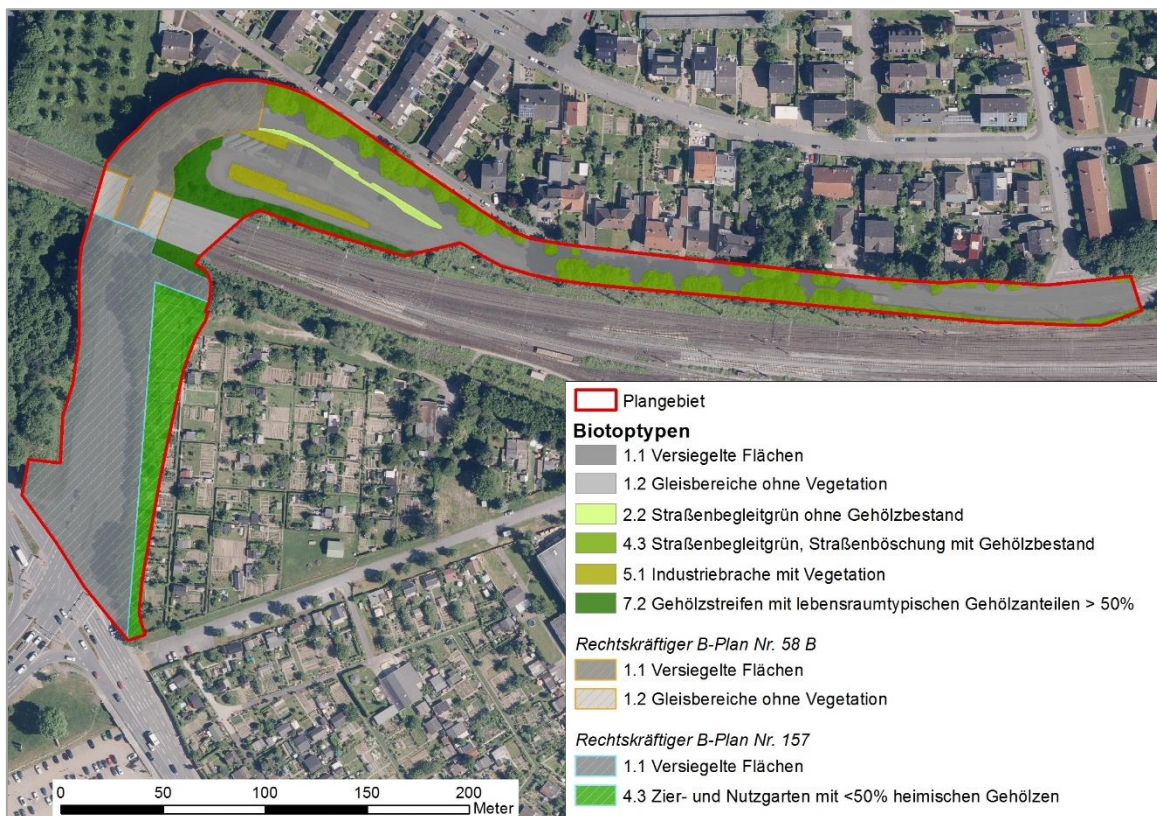 Plangebiet
Biotoptypen
1.1 Versiegelte Flächen
1.2 Gleisbereiche ohne Vegetation
2.2 Straßenbegleitgrün ohne Gehölzbestand
4.3 Straßenbegleitgrün, Straßenböschung mit Gehölzbestand
5.1 Industriebrache mit Vegetation
7.2 Gehölzstreifen mit lebensraumtypischen Gehölzanteilen > 50%
Rechtskräftiger B-Plan Nr. 58 B
1.1 Versiegelte Flächen
1.2 Gleisbereiche ohne Vegetation
Rechtskräftiger B-Plan Nr. 157
1.1 Versiegelte Flächen
4.3 Zier- und Nutzgarten mit <50% heimischen Gehölzen
0 50 100 150 200
Meter